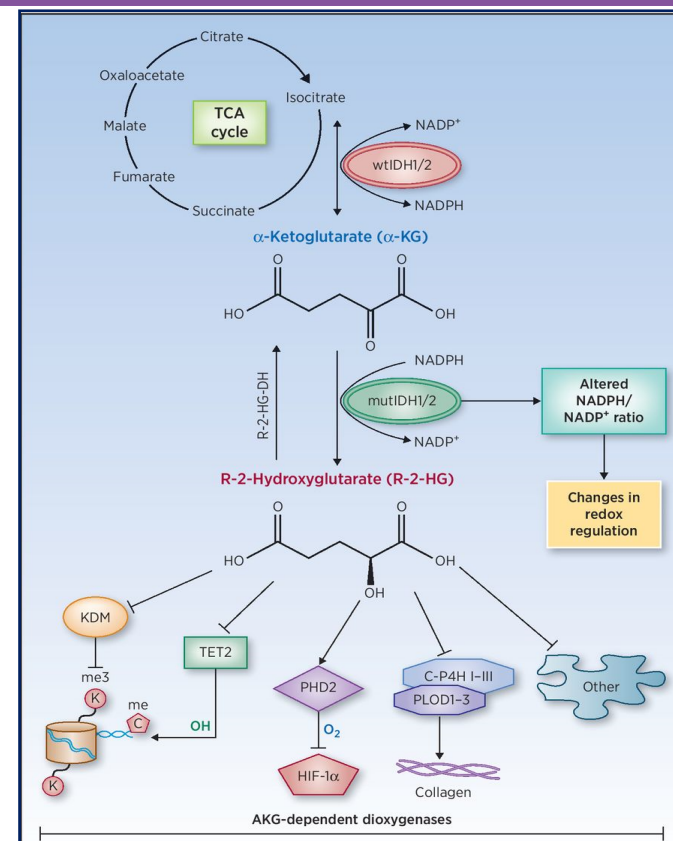 Citrate
Oxaloacetate
Isocitrate
TCA
cycle
Malate
NADP⁺
wtIDH1/2
Fumarate
NADPH
Succinate
α-Ketoglutarate (α-KG)
O O
HO OH
O
R-2-HG-DH
NADPH
mutIDH1/2
NADP⁺
Altered
NADPH/
NADP⁺ ratio
R-2-Hydroxyglutarate (R-2-HG)
Changes in
redox
regulation
O O
HO OH
OH
KDM
TET2
me3
K
me
C
OH
K
PHD2
O₂
HIF-1α
C-P4H I–III
PLOD1–3
Collagen
Other
AKG-dependent dioxygenases